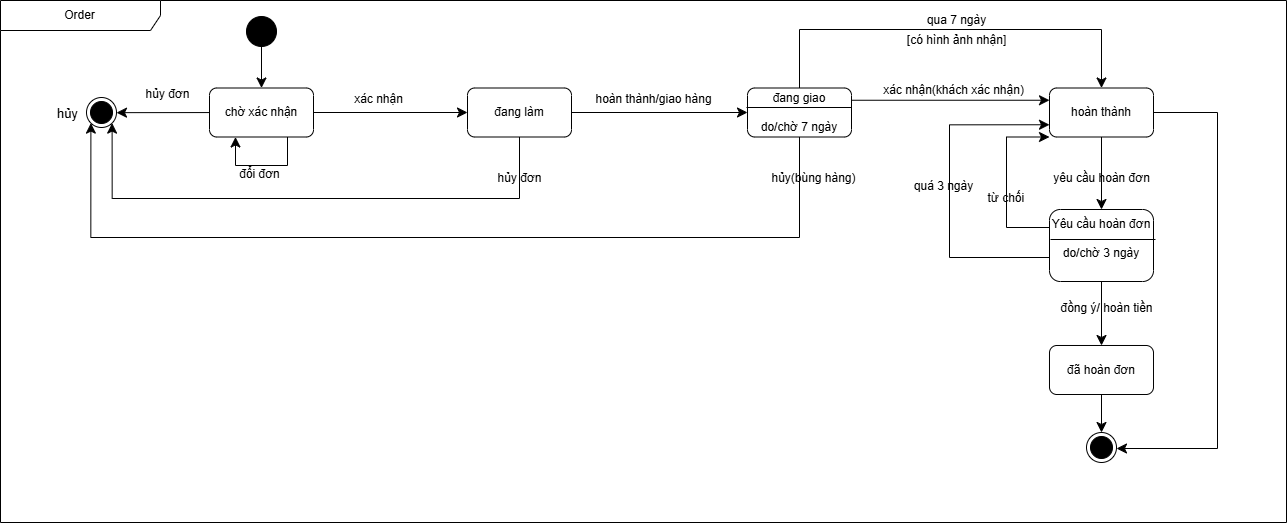 Order
qua 7 ngày
[có hình ảnh nhận]
hủy đơn
xác nhận
hoàn thành/giao hàng
đang giao
xác nhận(khách xác nhận)
hủy
chờ xác nhận
đang làm
do/chờ 7 ngày
hoàn thành
đổi đơn
hủy đơn
hủy(bùng hàng)
quá 3 ngày
từ chối
yêu cầu hoàn đơn
Yêu cầu hoàn đơn
do/chờ 3 ngày
đồng ý/ hoàn tiền
đã hoàn đơn